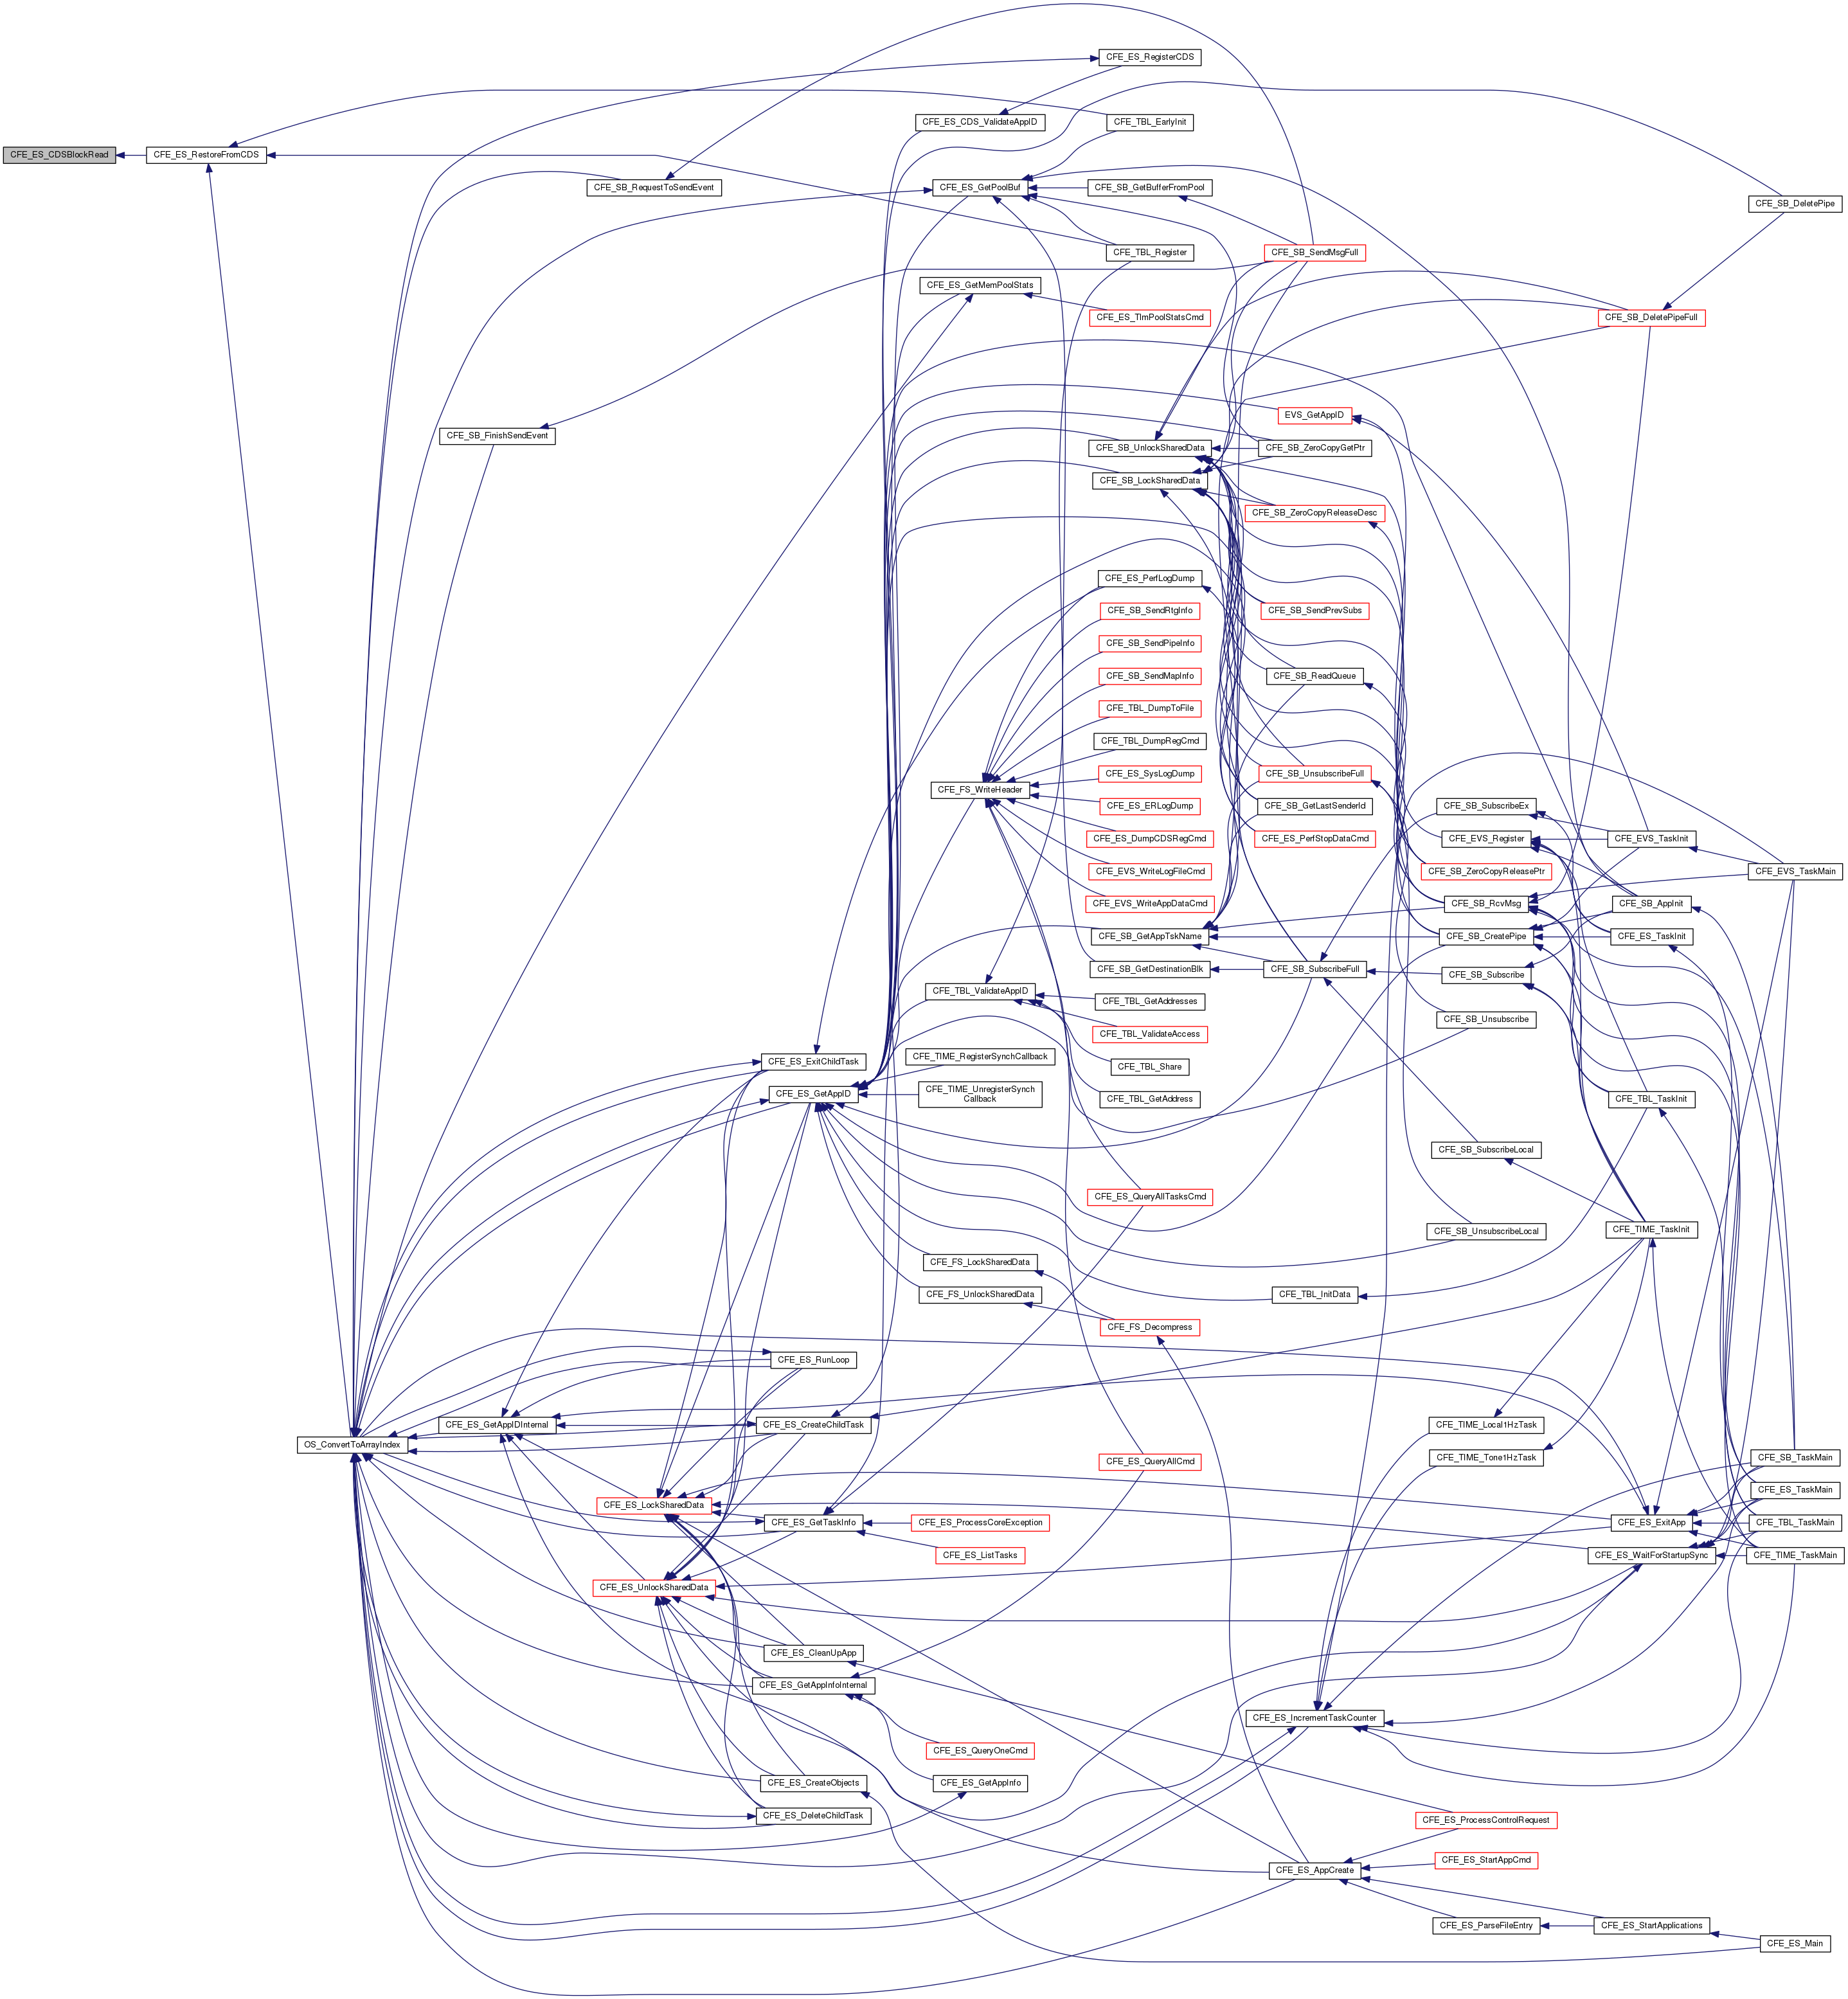 CFE_ES_RegisterCDS
CFE_ES_CDS_ValidateAppID
CFE_TBL_EarlyInit
CFE_ES_CDSBlockRead
CFE_ES_RestoreFromCDS
CFE_SB_RequestToSendEvent
CFE_ES_GetPoolBuf
CFE_SB_GetBufferFromPool
CFE_SB_DeletePipe
CFE_TBL_Register
CFE_SB_SendMsgFull
CFE_ES_GetMemPoolStats
CFE_ES_TlmPoolStatsCmd
CFE_SB_DeletePipeFull
EVS_GetAppID
CFE_SB_FinishSendEvent
CFE_SB_UnlockSharedData
CFE_SB_ZeroCopyGetPtr
CFE_SB_LockSharedData
CFE_SB_ZeroCopyReleaseDesc
CFE_ES_PerfLogDump
CFE_SB_SendRtgInfo
CFE_SB_SendPrevSubs
CFE_SB_SendPipeInfo
CFE_SB_SendMapInfo
CFE_SB_ReadQueue
CFE_TBL_DumpToFile
CFE_TBL_DumpRegCmd
CFE_ES_SysLogDump
CFE_SB_UnsubscribeFull
CFE_FS_WriteHeader
CFE_ES_ERLogDump
CFE_SB_GetLastSenderId
CFE_SB_SubscribeEx
CFE_ES_DumpCDSRegCmd
CFE_ES_PerfStopDataCmd
CFE_EVS_Register
CFE_EVS_TaskInit
CFE_EVS_WriteLogFileCmd
CFE_SB_ZeroCopyReleasePtr
CFE_EVS_TaskMain
CFE_EVS_WriteAppDataCmd
CFE_SB_RcvMsg
CFE_SB_AppInit
CFE_SB_GetAppTskName
CFE_SB_CreatePipe
CFE_ES_TaskInit
CFE_SB_GetDestinationBlk
CFE_SB_SubscribeFull
CFE_SB_Subscribe
CFE_TBL_ValidateAppID
CFE_TBL_GetAddresses
CFE_SB_Unsubscribe
CFE_TBL_ValidateAccess
CFE_ES_ExitChildTask
CFE_TIME_RegisterSynchCallback
CFE_TBL_Share
CFE_ES_GetAppID
CFE_TIME_UnregisterSynch
Callback
CFE_TBL_GetAddress
CFE_TBL_TaskInit
CFE_SB_SubscribeLocal
CFE_ES_QueryAllTasksCmd
CFE_SB_UnsubscribeLocal
CFE_TIME_TaskInit
CFE_FS_LockSharedData
CFE_FS_UnlockSharedData
CFE_TBL_InitData
CFE_FS_Decompress
CFE_ES_RunLoop
CFE_ES_GetAppIDInternal
CFE_ES_CreateChildTask
CFE_TIME_Local1HzTask
OS_ConvertToArrayIndex
CFE_ES_QueryAllCmd
CFE_TIME_Tone1HzTask
CFE_SB_TaskMain
CFE_ES_LockSharedData
CFE_ES_TaskMain
CFE_ES_GetTaskInfo
CFE_ES_ProcessCoreException
CFE_ES_ExitApp
CFE_TBL_TaskMain
CFE_ES_ListTasks
CFE_ES_WaitForStartupSync
CFE_TIME_TaskMain
CFE_ES_UnlockSharedData
CFE_ES_CleanUpApp
CFE_ES_GetAppInfoInternal
CFE_ES_IncrementTaskCounter
CFE_ES_QueryOneCmd
CFE_ES_CreateObjects
CFE_ES_GetAppInfo
CFE_ES_DeleteChildTask
CFE_ES_ProcessControlRequest
CFE_ES_StartAppCmd
CFE_ES_AppCreate
CFE_ES_ParseFileEntry
CFE_ES_StartApplications
CFE_ES_Main